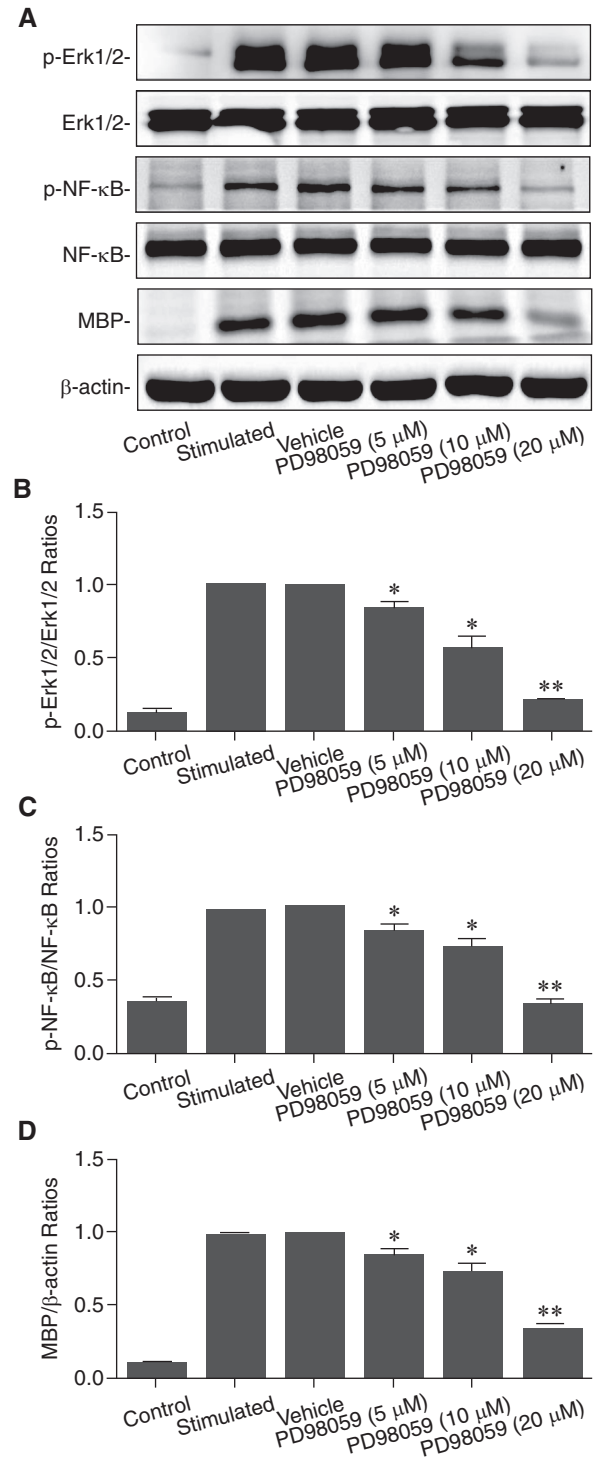 A
p-Erk1/2-
Erk1/2-
p-NF-κB-
NF-κB-
MBP-
β-actin-
Control
Stimulated
Vehicle
PD98059 (5 μM)
PD98059 (10 μM)
PD98059 (20 μM)
B
p-Erk1/2/Erk1/2 Ratios
1.5
1.0
0.5
0.0
*
*
**
Control
Stimulated
Vehicle
PD98059 (5 μM)
PD98059 (10 μM)
PD98059 (20 μM)
C
p-NF-κB/NF-κB Ratios
1.5
1.0
0.5
0.0
*
*
**
Control
Stimulated
Vehicle
PD98059 (5 μM)
PD98059 (10 μM)
PD98059 (20 μM)
D
MBP/β-actin Ratios
1.5
1.0
0.5
0.0
*
*
**
Control
Stimulated
Vehicle
PD98059 (5 μM)
PD98059 (10 μM)
PD98059 (20 μM)